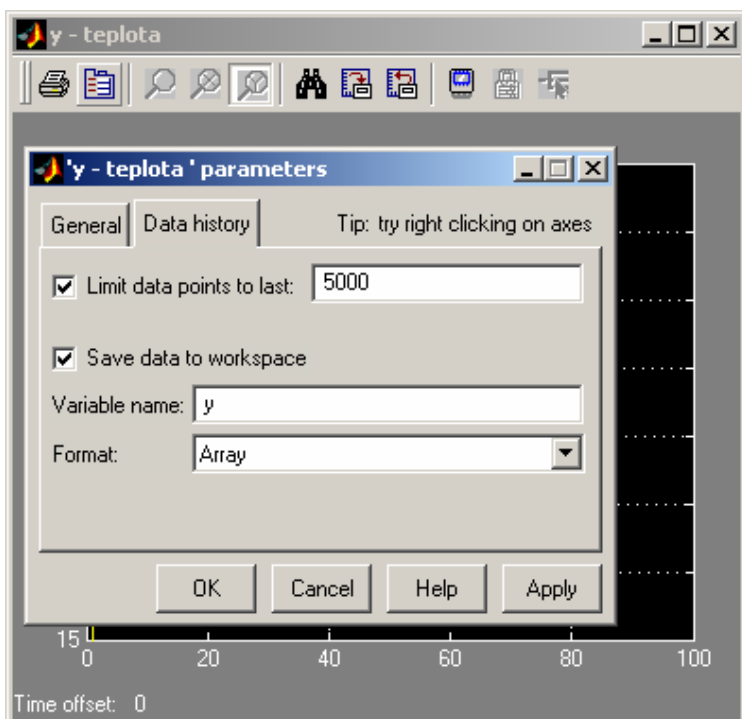 y - teplota
'y - teplota ' parameters
General Data history Tip: try right clicking on axes
Limit data points to last: 5000
Save data to workspace
Variable name: y
Format: Array
OK Cancel Help Apply
15
0 20 40 60 80 100
Time offset: 0